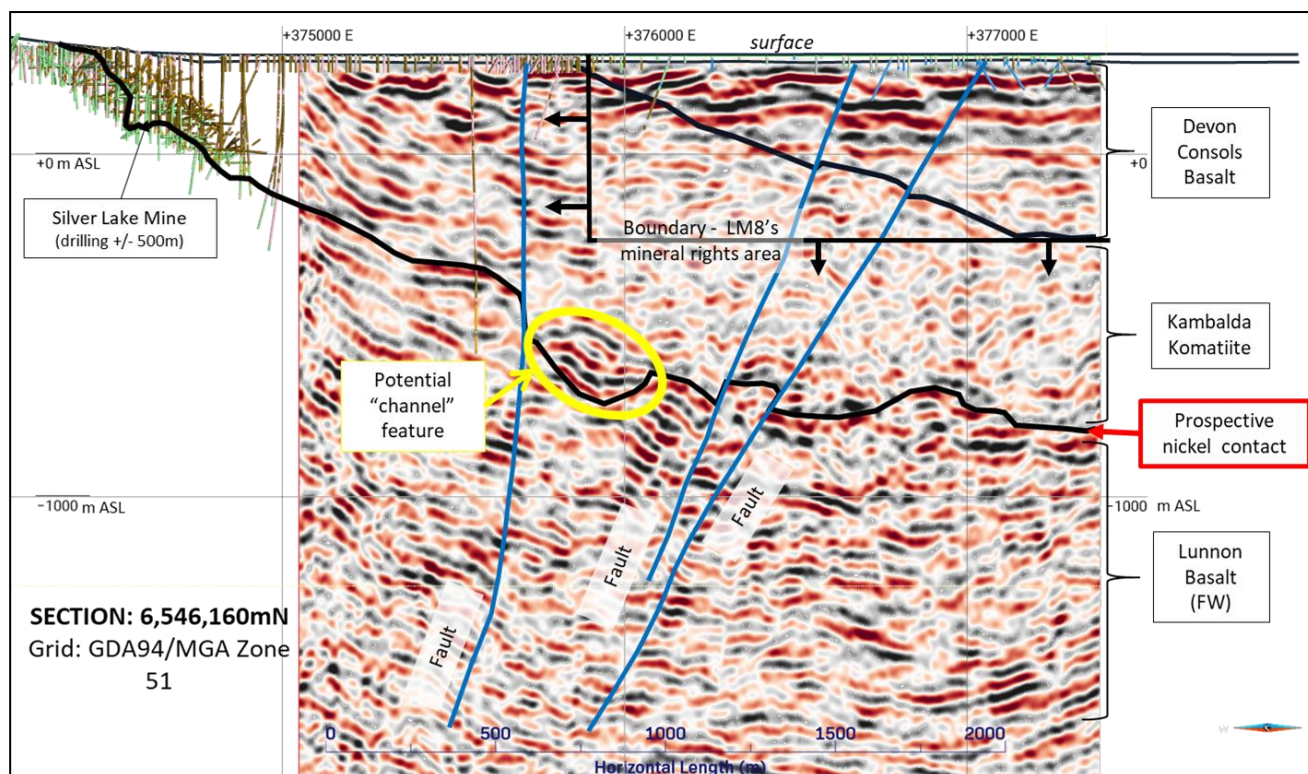 +375000 E
+376000 E
+377000 E
surface
Devon
Consols
Basalt
+0 m ASL
+0
Silver Lake Mine
(drilling +/- 500m)
Boundary - LM8's
mineral rights area
Kambalda
Komatiite
Potential
"channel"
feature
Prospective
nickel contact
-1000 m ASL
-1000 m ASL
Fault
Fault
Fault
Lunnon
Basalt
(FW)
SECTION: 6,546,160mN
Grid: GDA94/MGA Zone
51
0
500
1000
1500
2000
Horizontal Length (m)
W